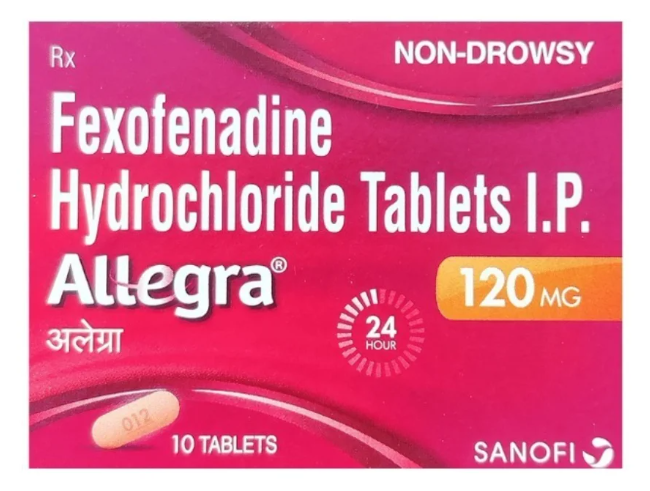 Rx
NON-DROWSY
Fexofenadine
Hydrochloride Tablets I.P.
Allegra®
120 MG
अलेग्रा
24
HOUR
012
10 TABLETS
SANOFI